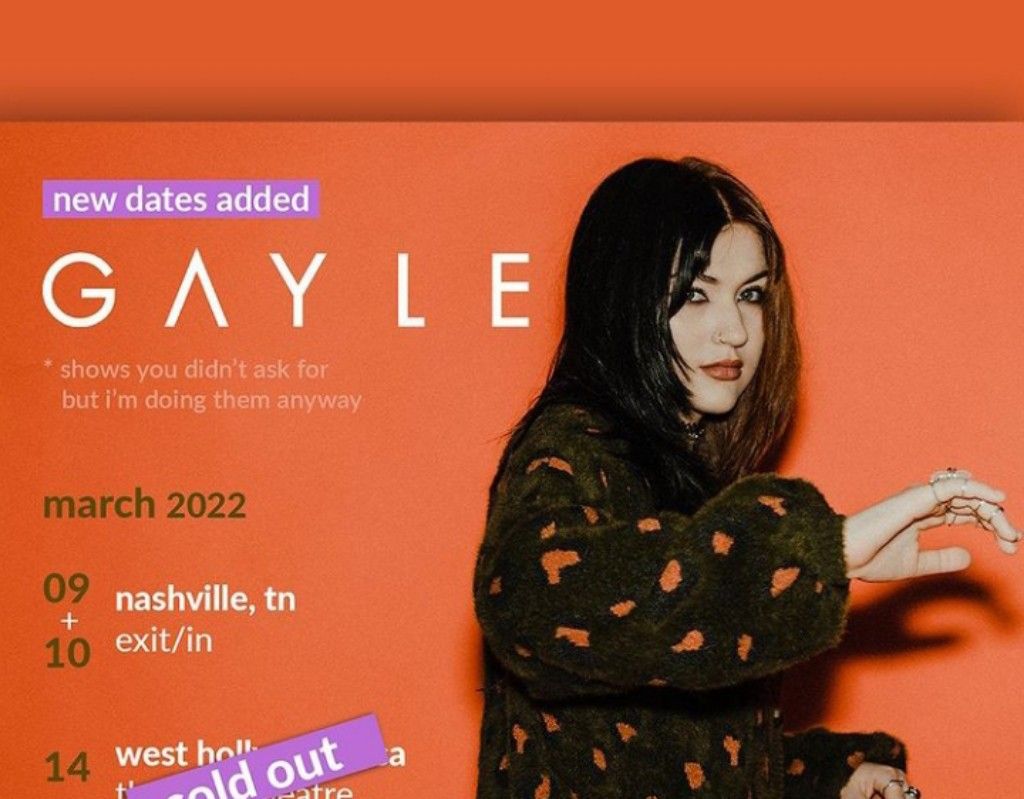 new dates added
GAYLE
* shows you didn't ask for
but i'm doing them anyway
march 2022
09
+
10
nashville, tn
exit/in
14
west
sold out